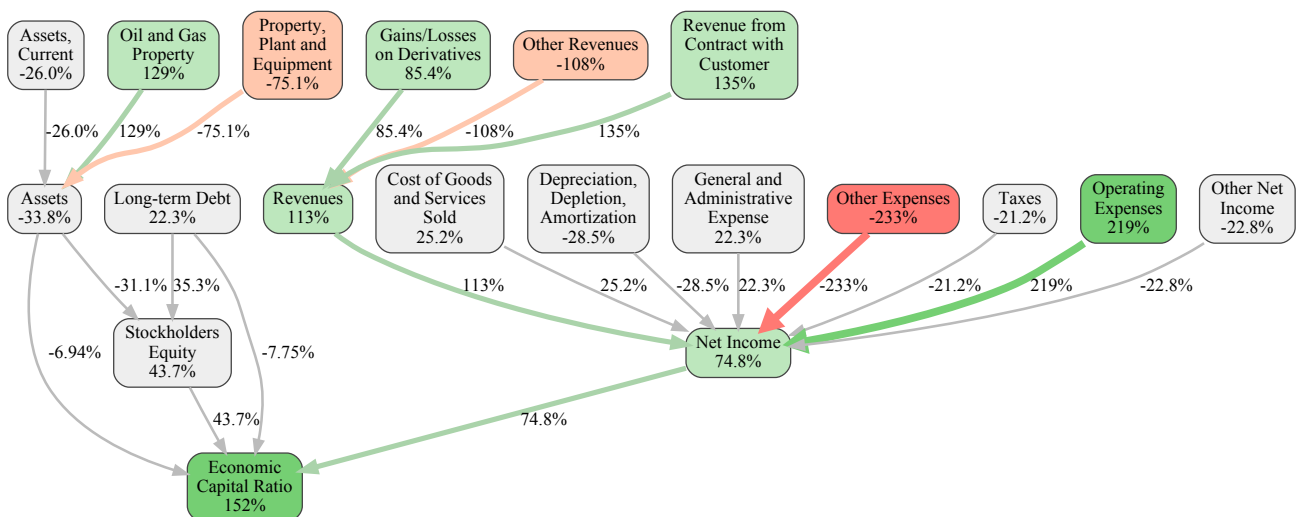 Assets,
Current
-26.0%
Oil and Gas
Property
129%
Property,
Plant and
Equipment
-75.1%
Gains/Losses
on Derivatives
85.4%
Other Revenues
-108%
Revenue from
Contract with
Customer
135%
-26.0%
129%
-75.1%
85.4%
-108%
135%
Assets
-33.8%
Long-term Debt
22.3%
Revenues
113%
Cost of Goods
and Services
Sold
25.2%
Depreciation,
Depletion,
Amortization
-28.5%
General and
Administrative
Expense
22.3%
Other Expenses
-233%
Taxes
-21.2%
Operating
Expenses
219%
Other Net
Income
-22.8%
-31.1%
35.3%
113%
25.2%
-28.5%
22.3%
-233%
-21.2%
219%
-22.8%
Stockholders
Equity
43.7%
-6.94%
-7.75%
Net Income
74.8%
43.7%
74.8%
Economic
Capital Ratio
152%